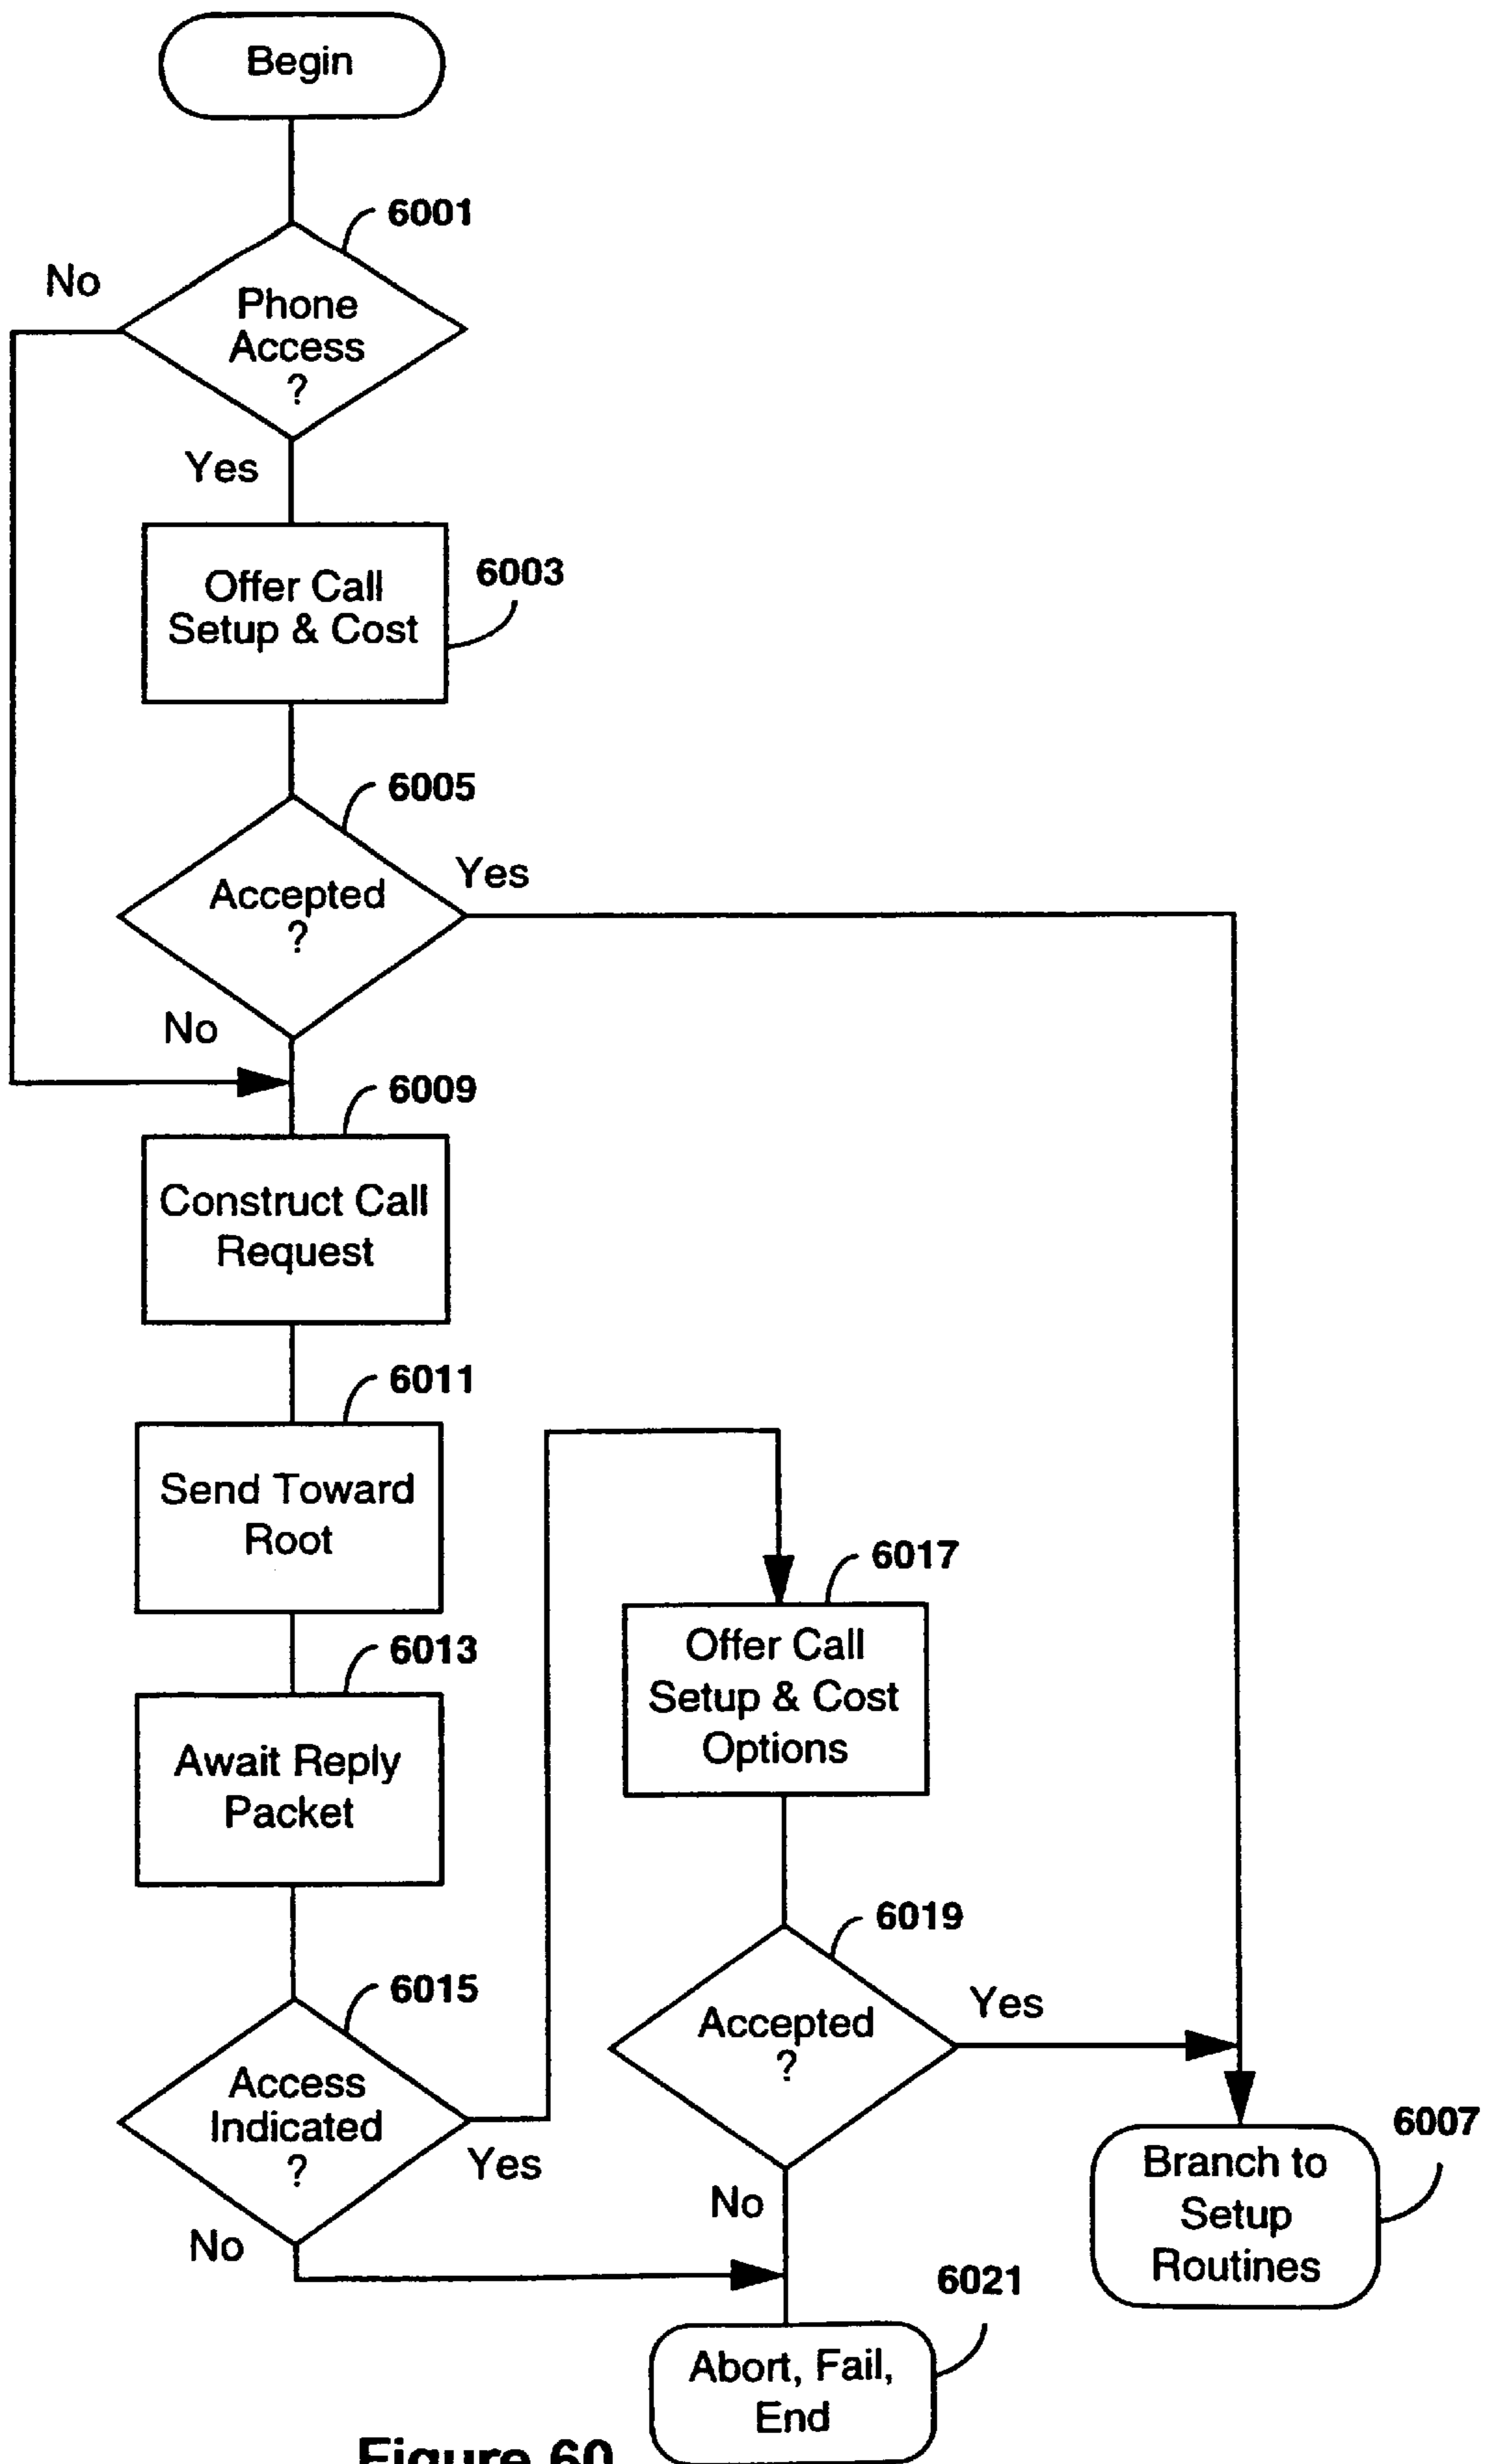 Begin
6001
No
Phone
Access
?
Yes
Offer Call
Setup & Cost
6003
6005
Yes
Accepted
?
No
6009
Construct Call
Request
6011
Send Toward
Root
6017
Offer Call
Setup & Cost
Options
6013
Await Reply
Packet
6019
Accepted
?
Yes
6015
Access
Indicated
?
Yes
No
No
6007
Branch to
Setup
Routines
6021
Abort, Fail,
End
Figure 60